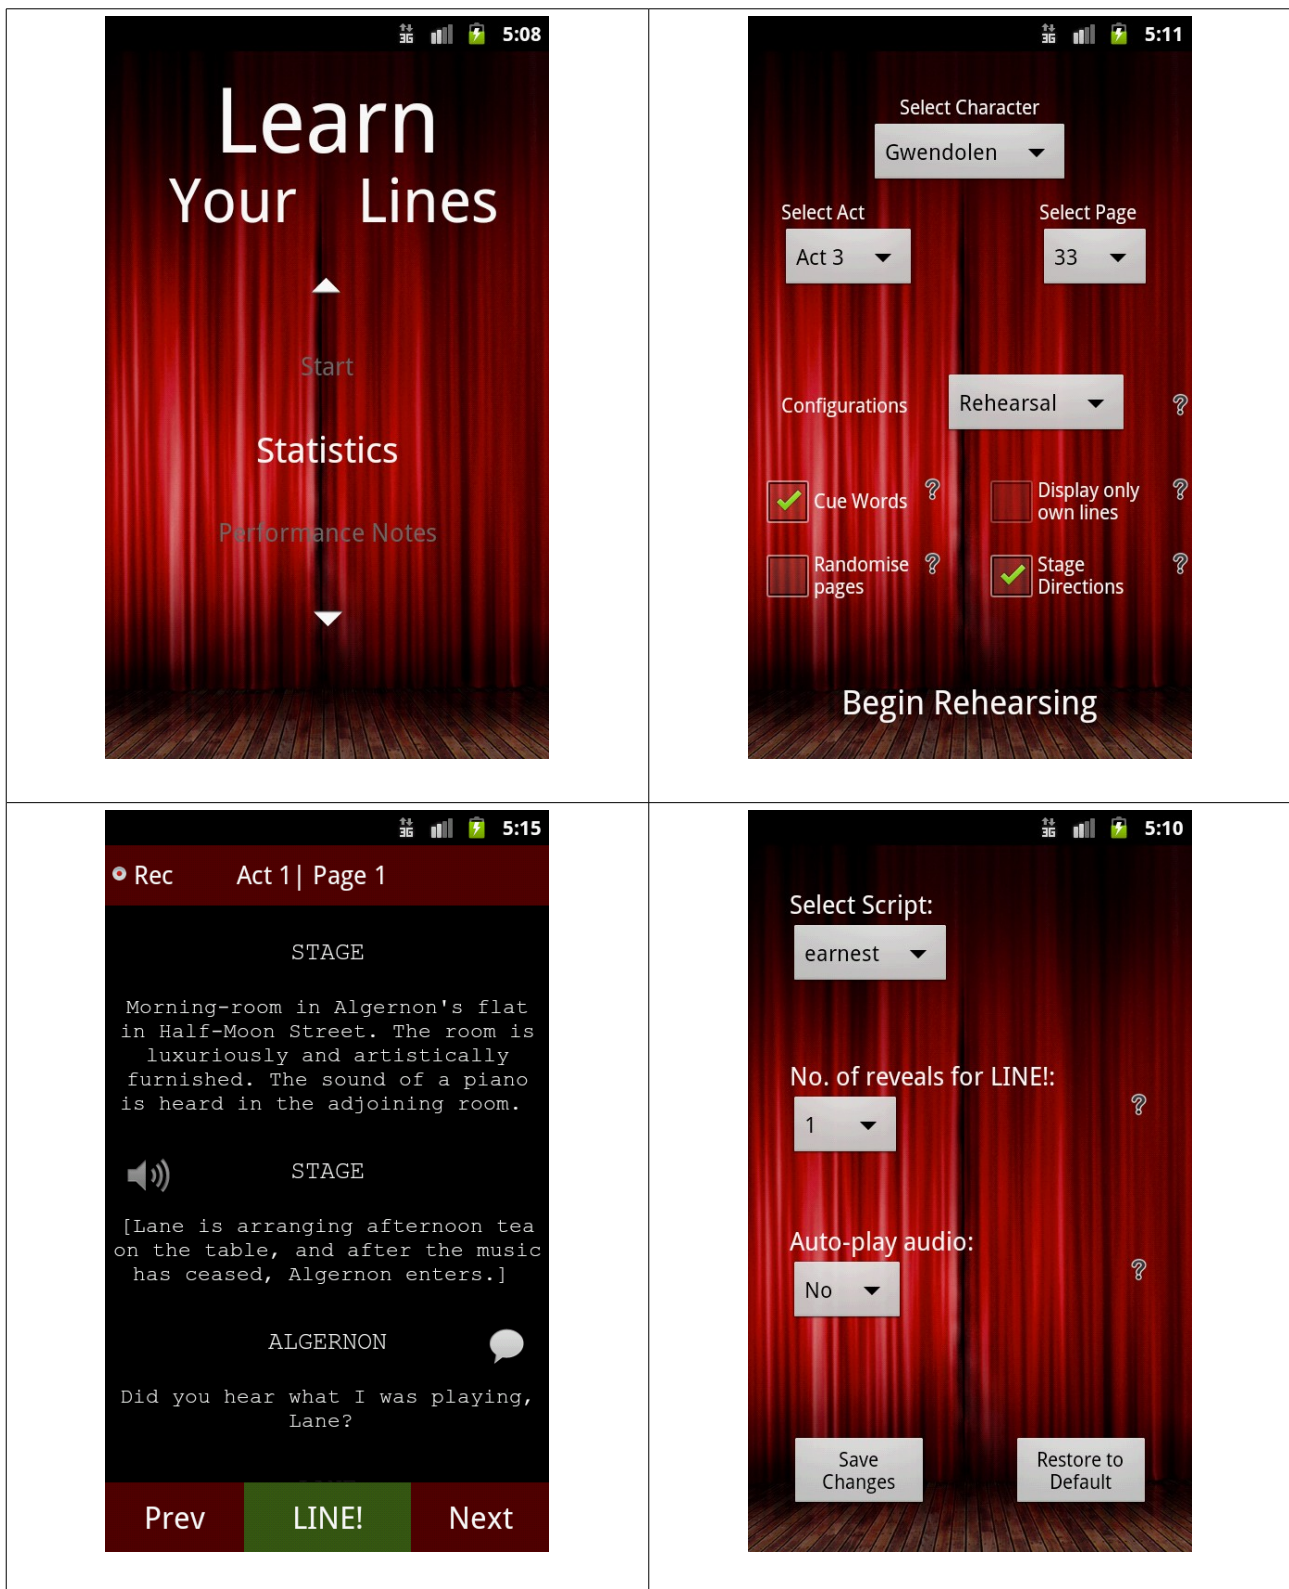 3G 5:08
Learn
Your Lines
Start
Statistics
Performance Notes
3G 5:11
Select Character
Gwendolen
Select Act Select Page
Act 3 33
Configurations Rehearsal ?
Cue Words ? Display only ?
own lines
Randomise ? Stage ?
pages Directions
Begin Rehearsing
3G 5:15
Rec Act 1| Page 1
STAGE
Morning-room in Algernon's flat
in Half-Moon Street. The room is
luxuriously and artistically
furnished. The sound of a piano
is heard in the adjoining room.
STAGE
[Lane is arranging afternoon tea
on the table, and after the music
has ceased, Algernon enters.]
ALGERNON
Did you hear what I was playing,
Lane?
Prev LINE! Next
3G 5:10
Select Script:
earnest
No. of reveals for LINE!:
?
1
Auto-play audio:
?
No
Save Restore to
Changes Default